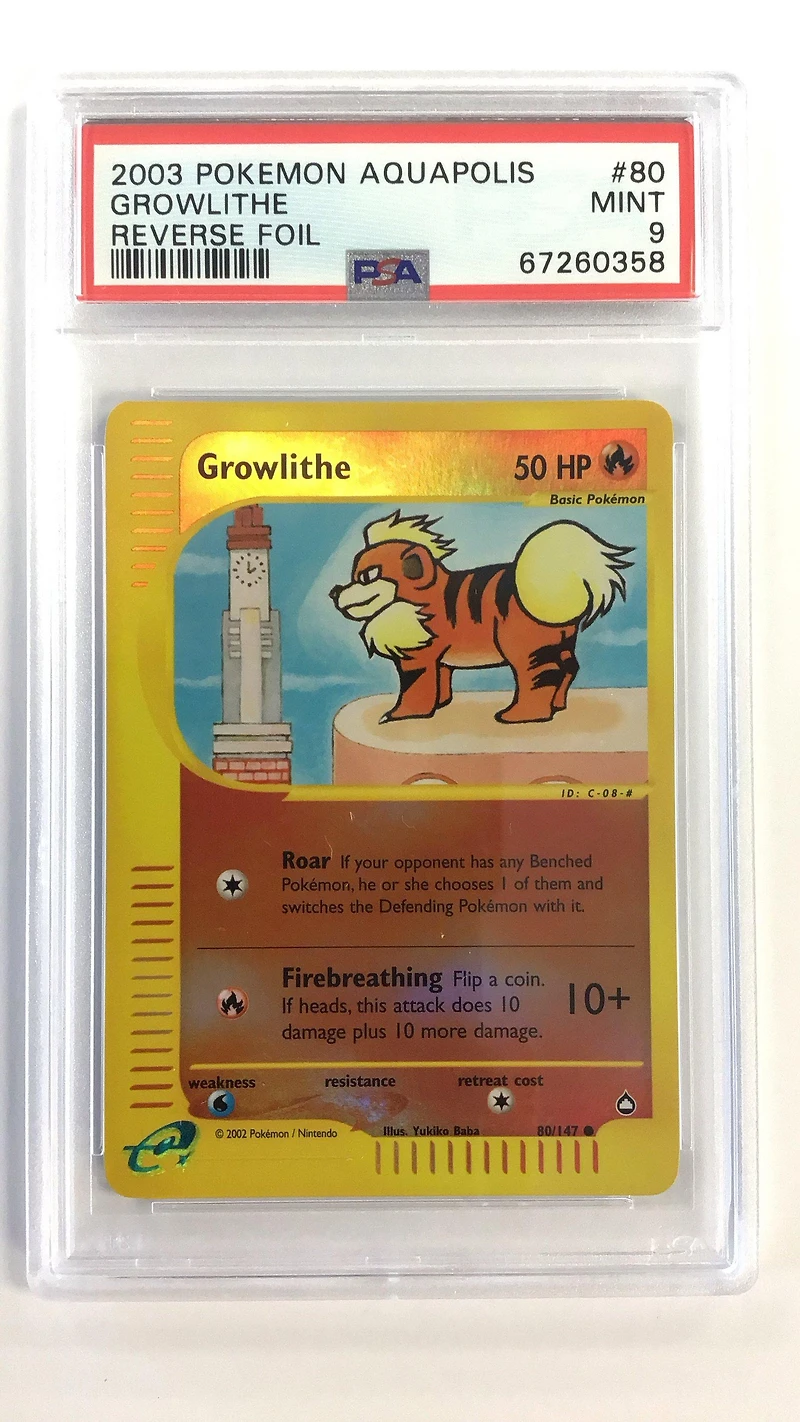 2003 POKEMON AQUAPOLIS #80
GROWLITHE MINT
REVERSE FOIL 9
PSA 67260358
Growlithe 50 HP
Basic Pokémon
ID: C-08-#
Roar If your opponent has any Benched
Pokémon, he or she chooses 1 of them and
switches the Defending Pokémon with it.
Firebreathing Flip a coin.
If heads, this attack does 10
damage plus 10 more damage.
10+
weakness resistance retreat cost
© 2002 Pokémon / Nintendo Illus. Yukiko Baba 80/147
e